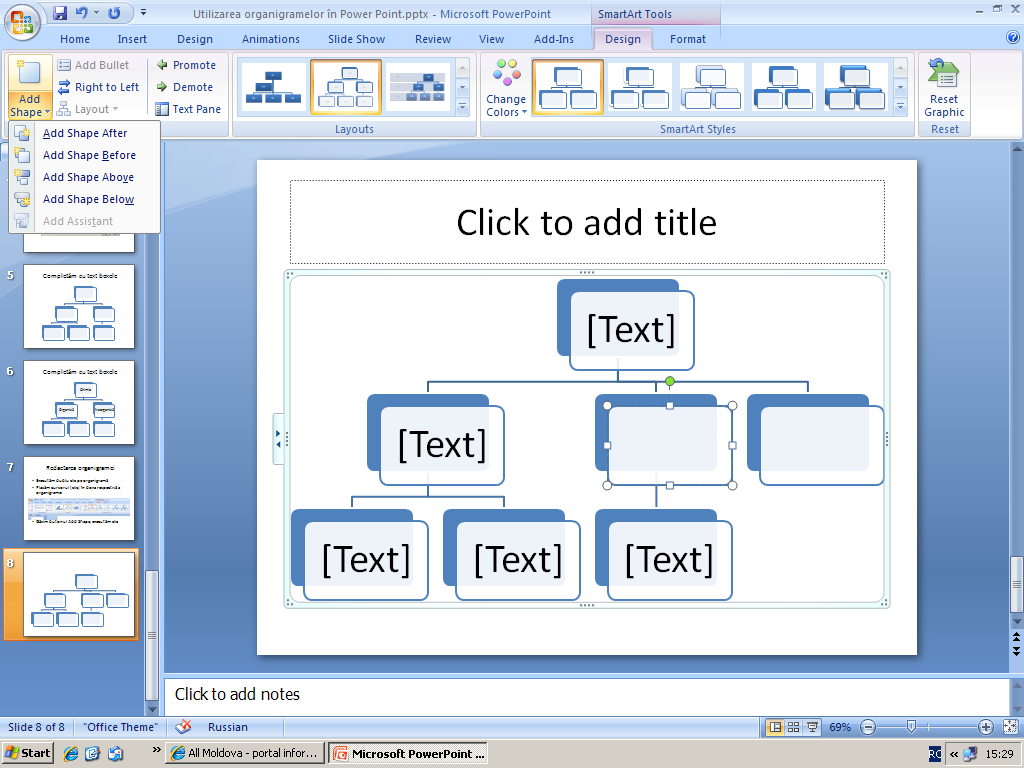 Utilizarea organigramelor în Power Point.pptx - Microsoft PowerPoint
SmartArt Tools
Home Insert Design Animations Slide Show Review View Add-Ins Design Format
Add Shape
Add Bullet
Right to Left
Layout
Promote
Demote
Text Pane
Layouts
Change Colors
SmartArt Styles
Reset Graphic
Reset
Add Shape After
Add Shape Before
Add Shape Above
Add Shape Below
Add Assistant
5
Completăm cu text boxele
6
Completăm cu text boxele
7
Redactarea organigramei
8
Click to add title
[Text]
[Text]
[Text] [Text] [Text]
Click to add notes
Slide 8 of 8 "Office Theme" Russian 69%
Start
»
All Moldova - portal infor...
Microsoft PowerPoint ...
RO
«
15:29